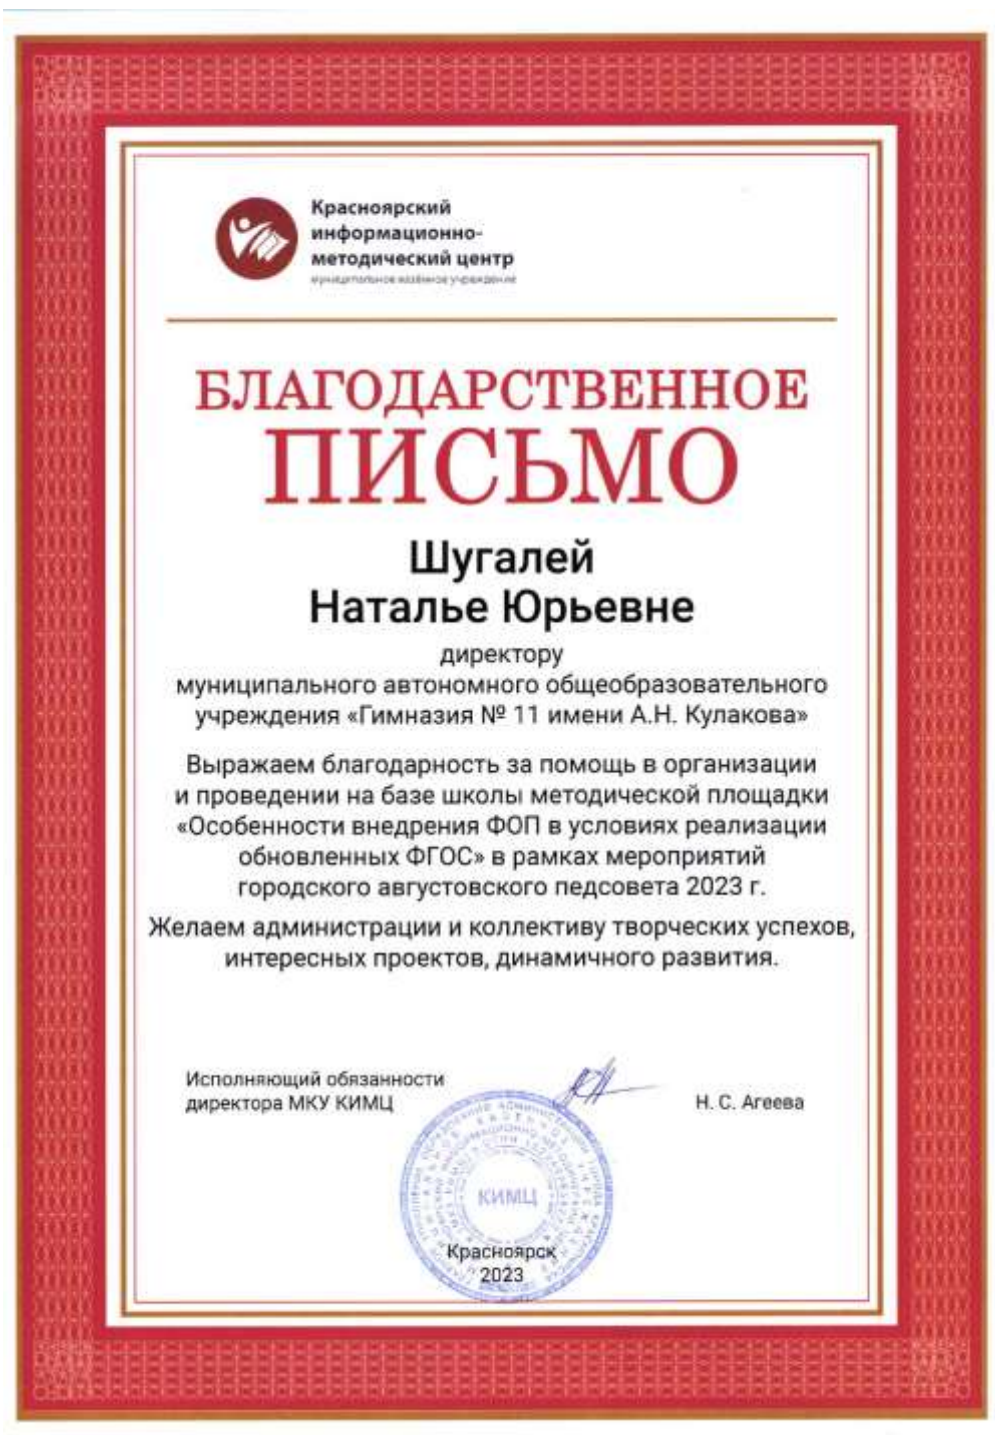 Красноярский
информационно-
методический центр
муниципальное казённое учреждение
БЛАГОДАРСТВЕННОЕ
ПИСЬМО
Шугалей
Наталье Юрьевне
директору
муниципального автономного общеобразовательного
учреждения «Гимназия № 11 имени А.Н. Кулакова»
Выражаем благодарность за помощь в организации
и проведении на базе школы методической площадки
«Особенности внедрения ФОП в условиях реализации
обновленных ФГОС» в рамках мероприятий
городского августовского педсовета 2023 г.
Желаем администрации и коллективу творческих успехов,
интересных проектов, динамичного развития.
Исполняющий обязанности
директора МКУ КИМЦ
Н. С. Агеева
КИМЦ
Красноярск
2023